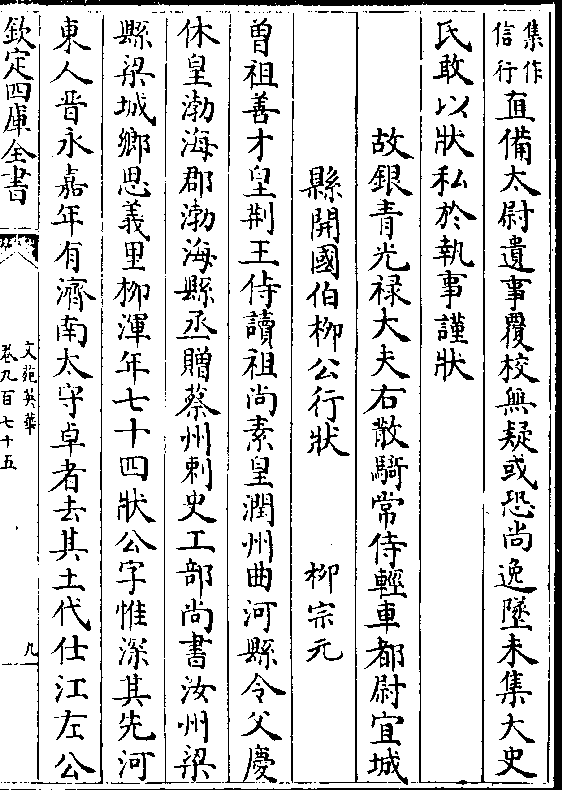 集作
信行
直備太尉遺事覆校無疑或恐尚逸墜未集大史
氏敢以狀私於執事謹狀
故銀青光禄大夫右散騎常侍輕車都尉宜城
縣開國伯柳公行狀 柳宗元
曽祖善才皇荆王侍讀祖尚素皇潤州曲河縣令父慶
休皇渤海郡渤海縣丞贈蔡州刺史工部尚書汝州梁
縣梁城鄉思義里柳渾年七十四狀公字惟深其先河
東人晋永嘉年有濟南太守卓者去其土代仕江左公
欽定四庫全書
文苑英華
卷九百七十五
九